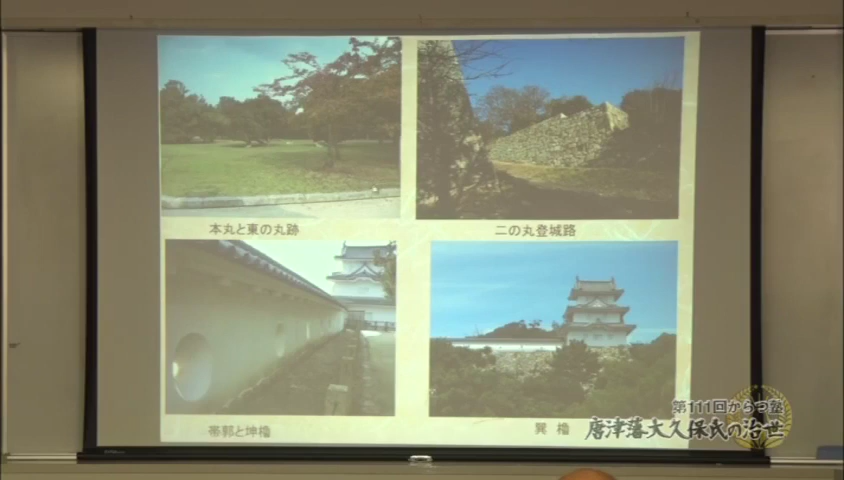 本丸と東の丸跡
二の丸登城路
帯郭と坤櫓
巽 櫓
第111回からつ塾
唐津藩大久保氏の治世